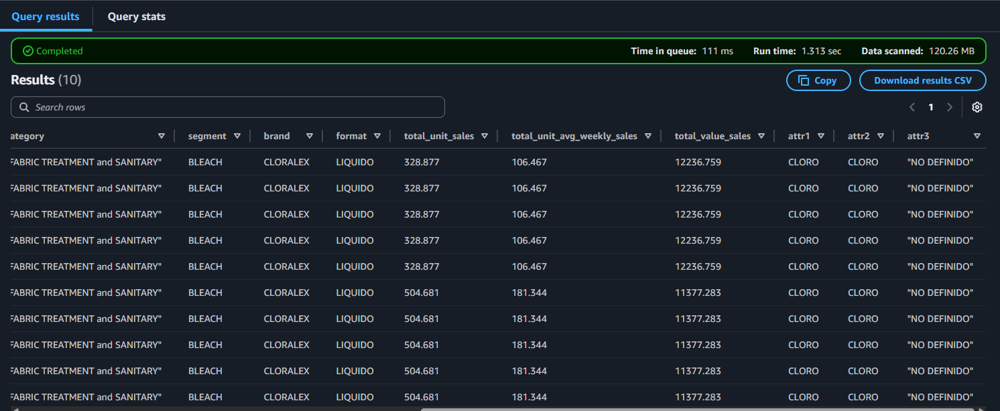 Query results Query stats
Completed Time in queue: 111 ms Run time: 1.313 sec Data scanned: 120.26 MB
Results (10) Copy Download results CSV
Search rows 1
ategory segment brand format total_unit_sales total_unit_avg_weekly_sales total_value_sales attr1 attr2 attr3
FABRIC TREATMENT and SANITARY" BLEACH CLORALEX LIQUIDO 328.877 106.467 12236.759 CLORO CLORO "NO DEFINIDO"
FABRIC TREATMENT and SANITARY" BLEACH CLORALEX LIQUIDO 328.877 106.467 12236.759 CLORO CLORO "NO DEFINIDO"
FABRIC TREATMENT and SANITARY" BLEACH CLORALEX LIQUIDO 328.877 106.467 12236.759 CLORO CLORO "NO DEFINIDO"
FABRIC TREATMENT and SANITARY" BLEACH CLORALEX LIQUIDO 328.877 106.467 12236.759 CLORO CLORO "NO DEFINIDO"
FABRIC TREATMENT and SANITARY" BLEACH CLORALEX LIQUIDO 328.877 106.467 12236.759 CLORO CLORO "NO DEFINIDO"
FABRIC TREATMENT and SANITARY" BLEACH CLORALEX LIQUIDO 504.681 181.344 11377.283 CLORO CLORO "NO DEFINIDO"
FABRIC TREATMENT and SANITARY" BLEACH CLORALEX LIQUIDO 504.681 181.344 11377.283 CLORO CLORO "NO DEFINIDO"
FABRIC TREATMENT and SANITARY" BLEACH CLORALEX LIQUIDO 504.681 181.344 11377.283 CLORO CLORO "NO DEFINIDO"
FABRIC TREATMENT and SANITARY" BLEACH CLORALEX LIQUIDO 504.681 181.344 11377.283 CLORO CLORO "NO DEFINIDO"
FABRIC TREATMENT and SANITARY" BLEACH CLORALEX LIQUIDO 504.681 181.344 11377.283 CLORO CLORO "NO DEFINIDO"